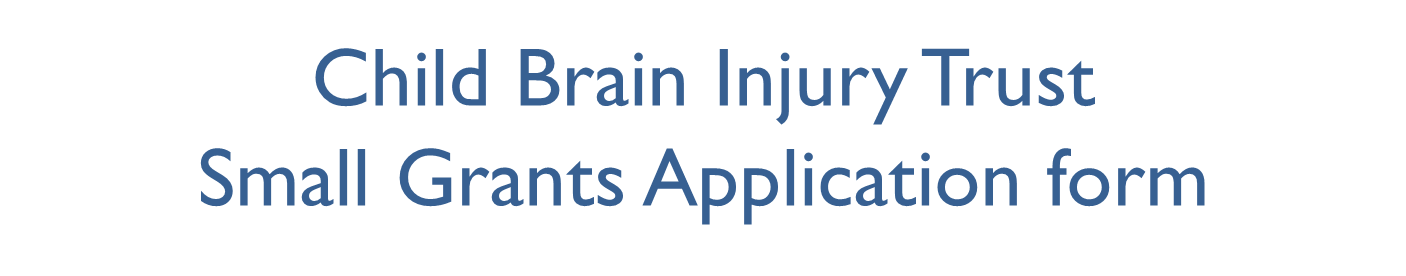 Child Brain Injury Trust
Small Grants Application form